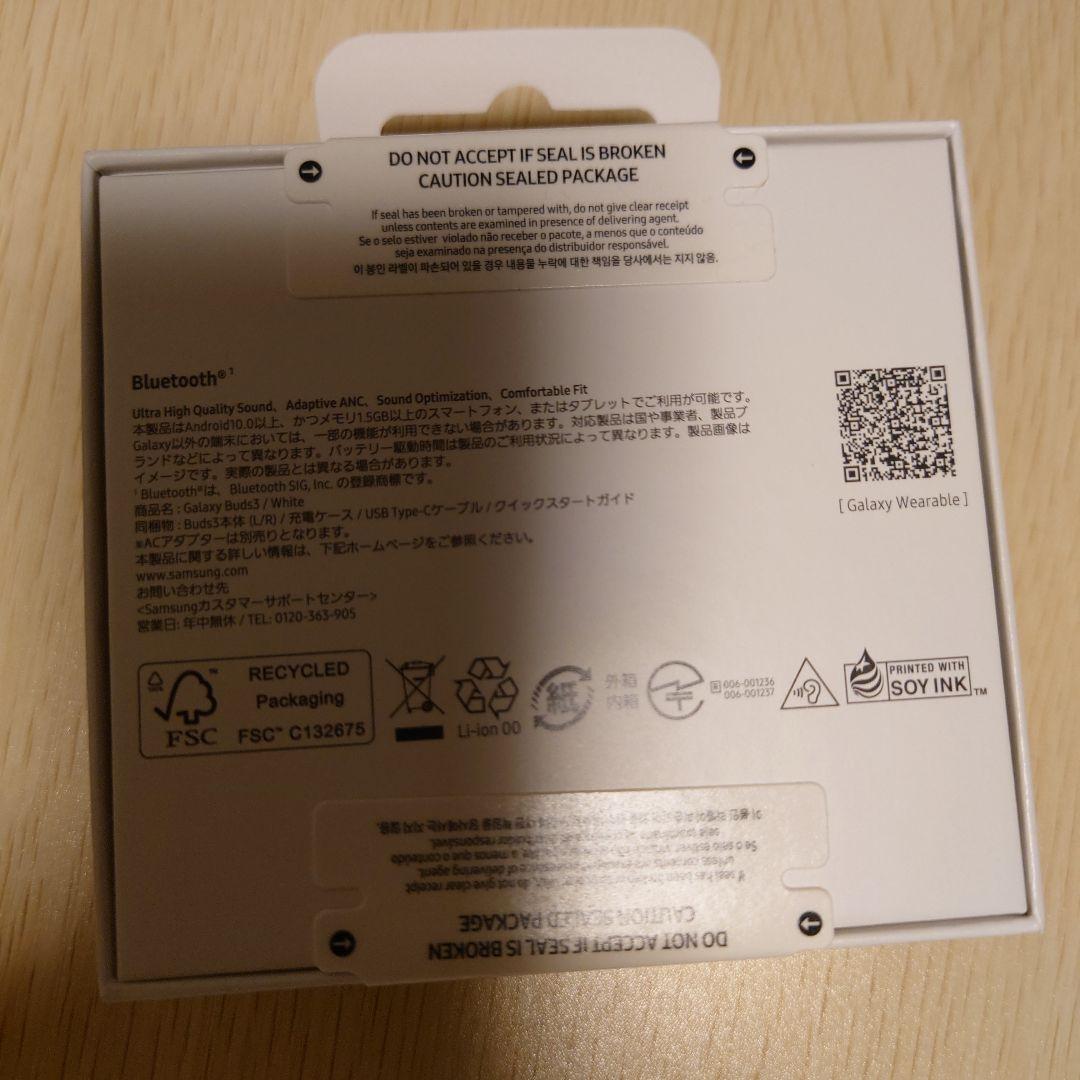 DO NOT ACCEPT IF SEAL IS BROKEN
CAUTION SEALED PACKAGE
If seal has been broken or tampered with, do not give clear receipt
unless contents are examined in presence of delivering agent.
Se o selo estiver violado não receber o pacote, a menos que o conteúdo
seja examinado na presença do distribuidor responsável.
이 봉인 라벨이 파손되어 있을 경우 내용물 누락에 대한 책임을 당사에서는 지지 않음.
Bluetooth®¹
Ultra High Quality Sound、Adaptive ANC、Sound Optimization、Comfortable Fit
本製品はAndroid10.0以上、かつメモリ1.5GB以上のスマートフォン、またはタブレットでご利用が可能です。
Galaxy以外の端末においては、一部の機能が利用できない場合があります。対応製品は国や事業者、製品ブ
ランドなどによって異なります。バッテリー駆動時間は製品のご利用状況によって異なります。製品画像は
イメージです。実際の製品とは異なる場合があります。
¹ Bluetooth®は、Bluetooth SIG, Inc. の登録商標です。
商品名 : Galaxy Buds3 / White
同梱物 : Buds3本体 (L/R) / 充電ケース / USB Type-Cケーブル / クイックスタートガイド
※ACアダプターは別売りとなります。
本製品に関する詳しい情報は、下記ホームページをご参照ください。
www.samsung.com
お問い合わせ先
<Samsungカスタマーサポートセンター>
営業日: 年中無休 / TEL: 0120-363-905
[ Galaxy Wearable ]
FSC™
RECYCLED
Packaging
FSC™ C132675
Li-ion 00
紙
外箱
内箱
R 006-001236
006-001237
PRINTED WITH
SOY INK™
DO NOT ACCEPT IF SEAL IS BROKEN
CAUTION SEALED PACKAGE
If seal has been
unless contents are
presence of delivering agent.
Se o selo estiver
a menos que o conteúdo